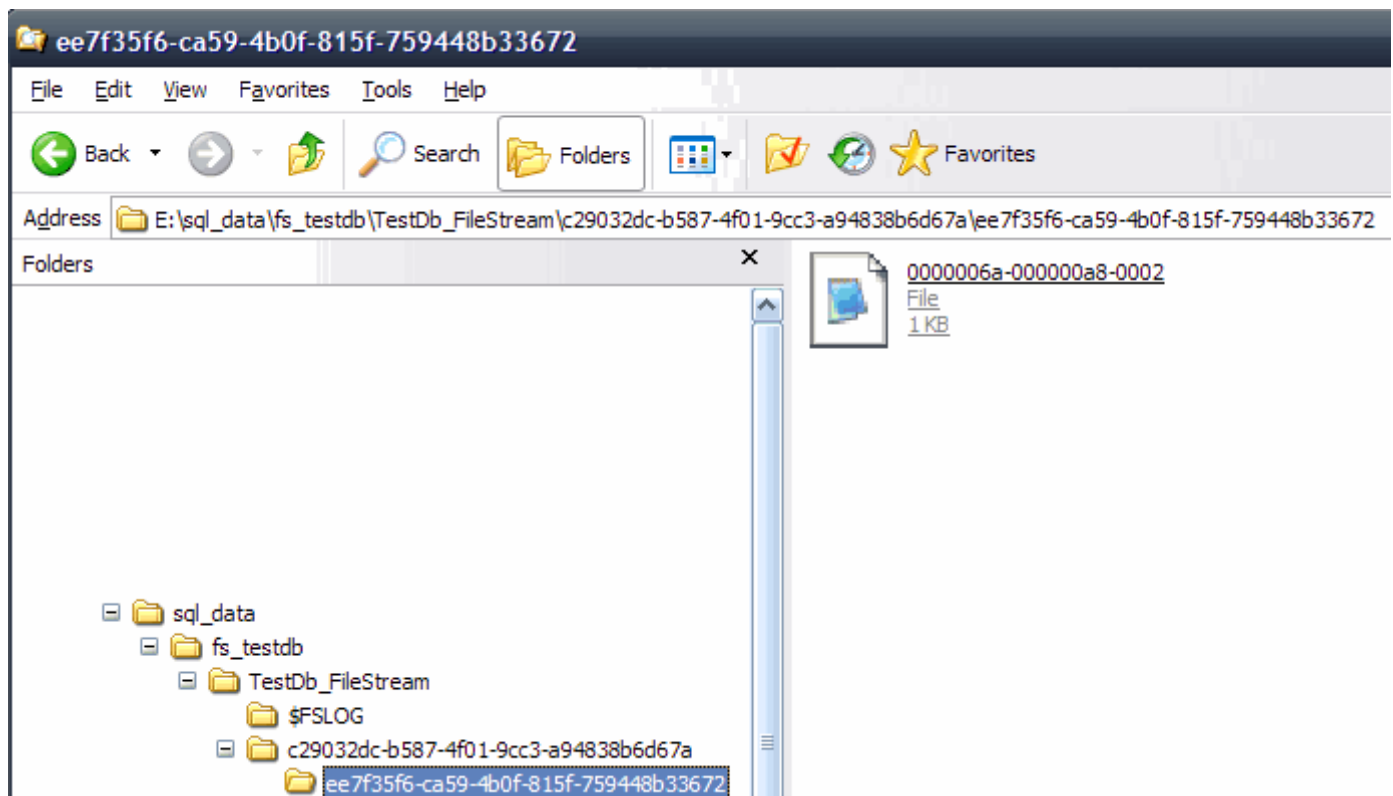 ee7f35f6-ca59-4b0f-815f-759448b33672
File Edit View Favorites Tools Help
Back Search Folders Favorites
Address E:\sql_data\fs_testdb\TestDb_FileStream\c29032dc-b587-4f01-9cc3-a94838b6d67a\ee7f35f6-ca59-4b0f-815f-759448b33672
Folders
0000006a-000000a8-0002
File
1 KB
sql_data
fs_testdb
TestDb_FileStream
$FSLOG
c29032dc-b587-4f01-9cc3-a94838b6d67a
ee7f35f6-ca59-4b0f-815f-759448b33672